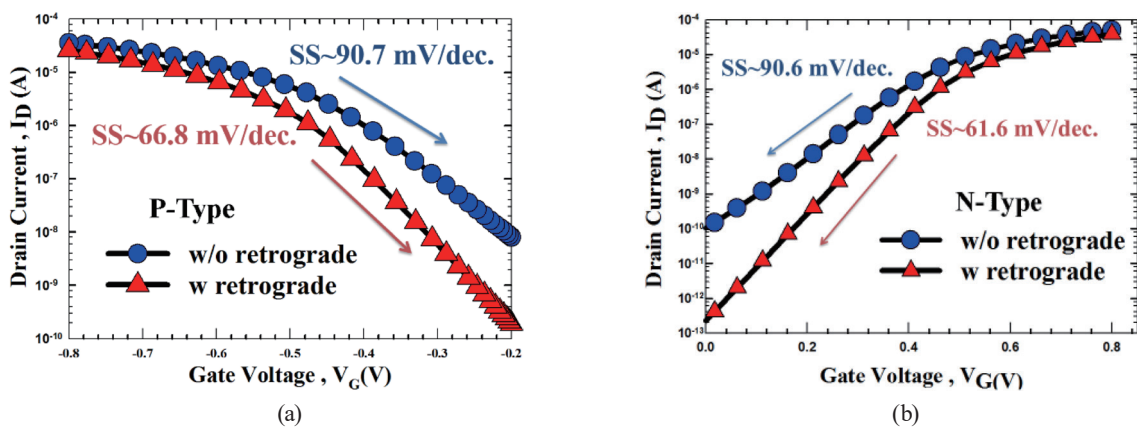 Drain Current , I_D (A)
10^-4
10^-5
10^-6
10^-7
10^-8
10^-9
10^-10
SS~90.7 mV/dec.
SS~66.8 mV/dec.
P-Type
w/o retrograde
w retrograde
-0.8 -0.7 -0.6 -0.5 -0.4 -0.3 -0.2
Gate Voltage , V_G(V)
(a)
Drain Current , I_D (A)
10^-4
10^-5
10^-6
10^-7
10^-8
10^-9
10^-10
10^-11
10^-12
10^-13
SS~90.6 mV/dec.
SS~61.6 mV/dec.
N-Type
w/o retrograde
w retrograde
0.0 0.2 0.4 0.6 0.8
Gate Voltage , VG(V)
(b)